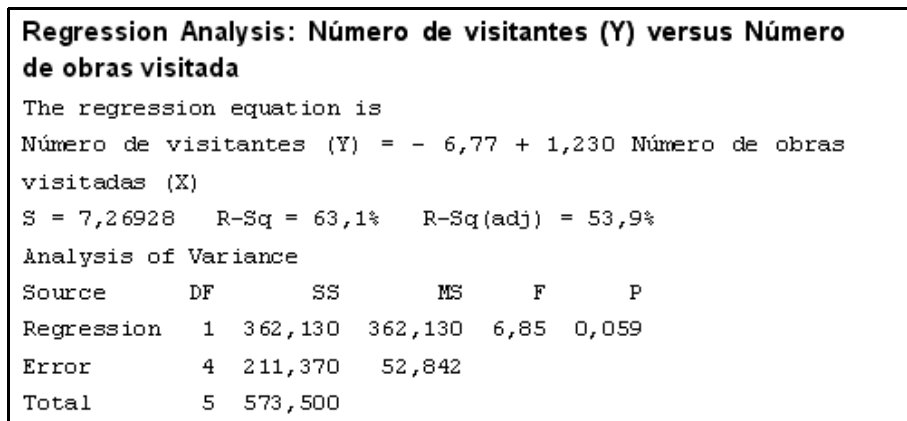 Regression Analysis: Número de visitantes (Y) versus Número
de obras visitada
The regression equation is
Número de visitantes (Y) = - 6,77 + 1,230 Número de obras
visitadas (X)
S = 7,26928 R-Sq = 63,1% R-Sq(adj) = 53,9%
Analysis of Variance
Source DF SS MS F P
Regression 1 362,130 362,130 6,85 0,059
Error 4 211,370 52,842
Total 5 573,500